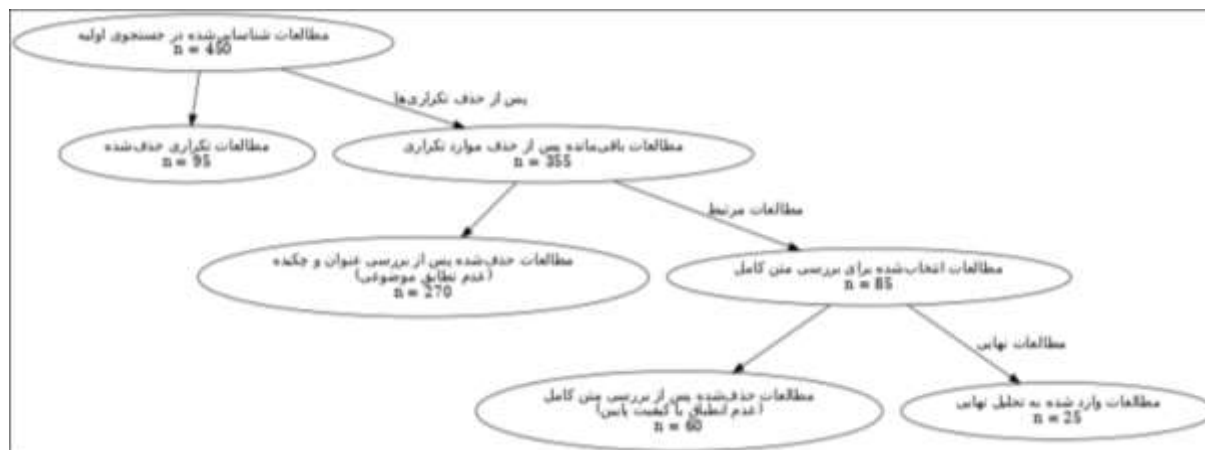 مطالعات شناسایی‌شده در جستجوی اولیه
n = 450
پس از حذف تکراری‌ها
مطالعات تکراری حذف‌شده
n = 95
مطالعات باقی‌مانده پس از حذف موارد تکراری
n = 355
مطالعات مرتبط
مطالعات حذف‌شده پس از بررسی عنوان و چکیده
(عدم تطابق موضوعی)
n = 270
مطالعات انتخاب‌شده برای بررسی متن کامل
n = 85
مطالعات نهایی
مطالعات حذف‌شده پس از بررسی متن کامل
(عدم انطباق یا کیفیت پایین)
n = 60
مطالعات وارد شده به تحلیل نهایی
n = 25